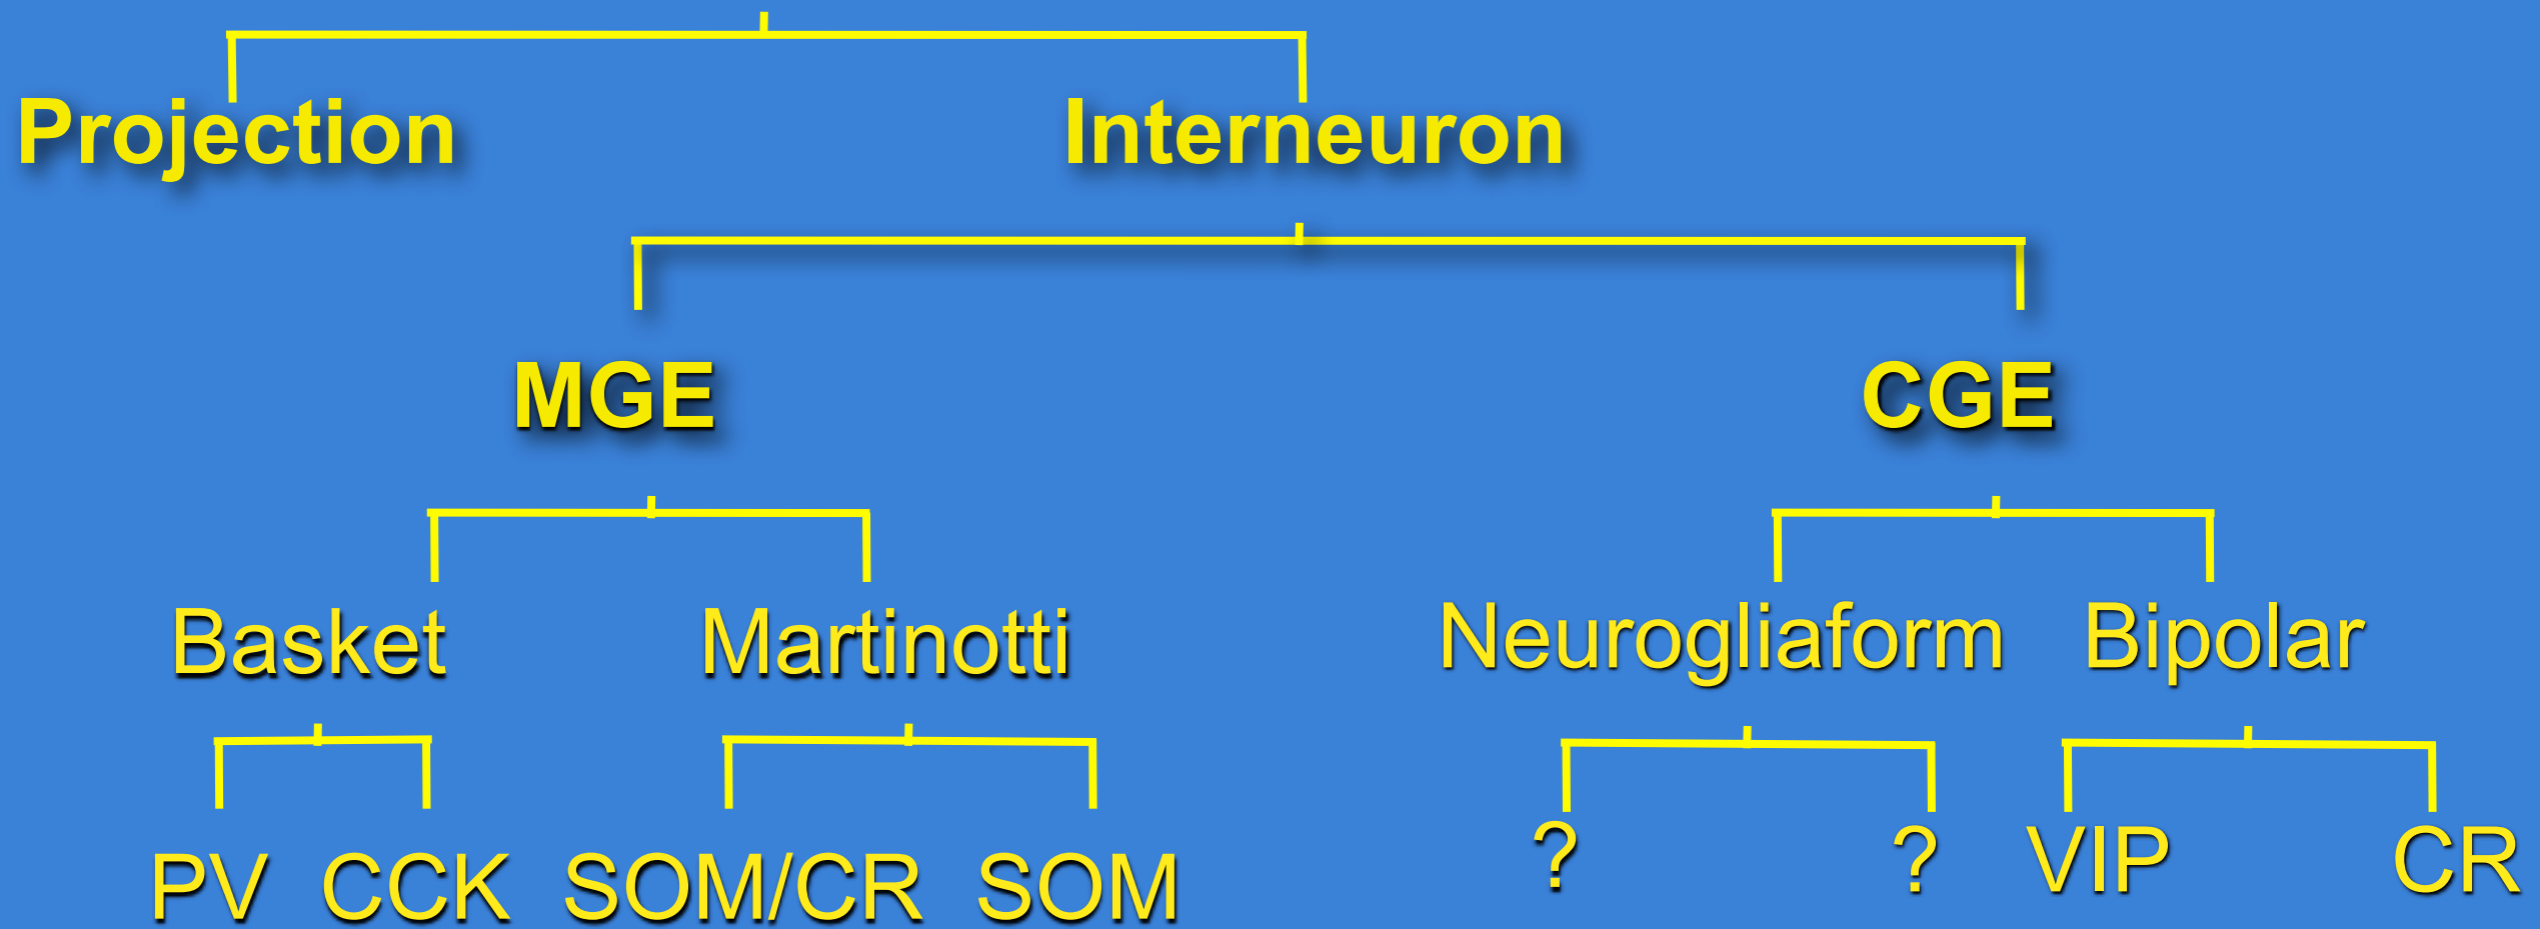 Projection Interneuron
MGE CGE
Basket Martinotti Neurogliaform Bipolar
PV CCK SOM/CR SOM ? ? VIP CR